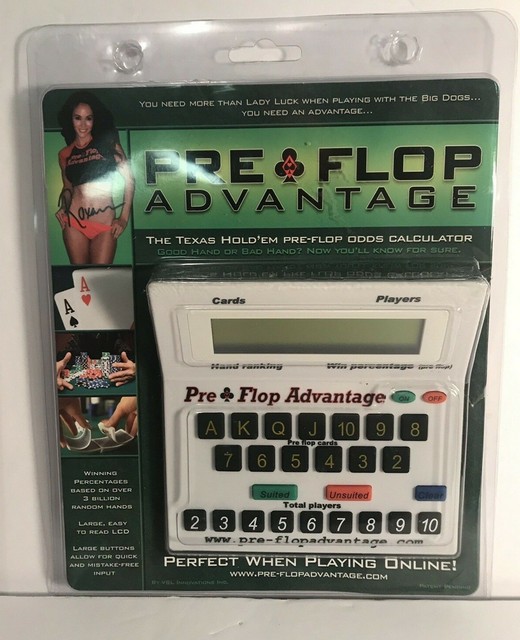 You need more than Lady Luck when playing with the Big Dogs...
you need an advantage...
PRE FLOP
ADVANTAGE
The Texas Hold'em pre-flop odds calculator
Good Hand or Bad Hand? Now you'll know for sure.
Roxanne
A
A
Cards
Players
Hand ranking
Win percentage (pre flop)
Pre Flop Advantage
ON
OFF
A K Q J 10 9 8
Pre flop cards
7 6 5 4 3 2
Suited
Unsuited
Clear
Total players
2 3 4 5 6 7 8 9 10
www.pre-flopadvantage.com
Winning
Percentages
based on over
3 billion
random hands
Large, easy
to read LCD
Large buttons
allow for quick
and mistake-free
input
Perfect When Playing Online!
www.pre-flopadvantage.com